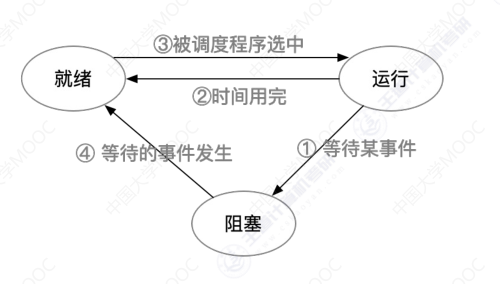 ③被调度程序选中
就绪
运行
②时间用完
① 等待某事件
④ 等待的事件发生
阻塞
中国大学MOOC